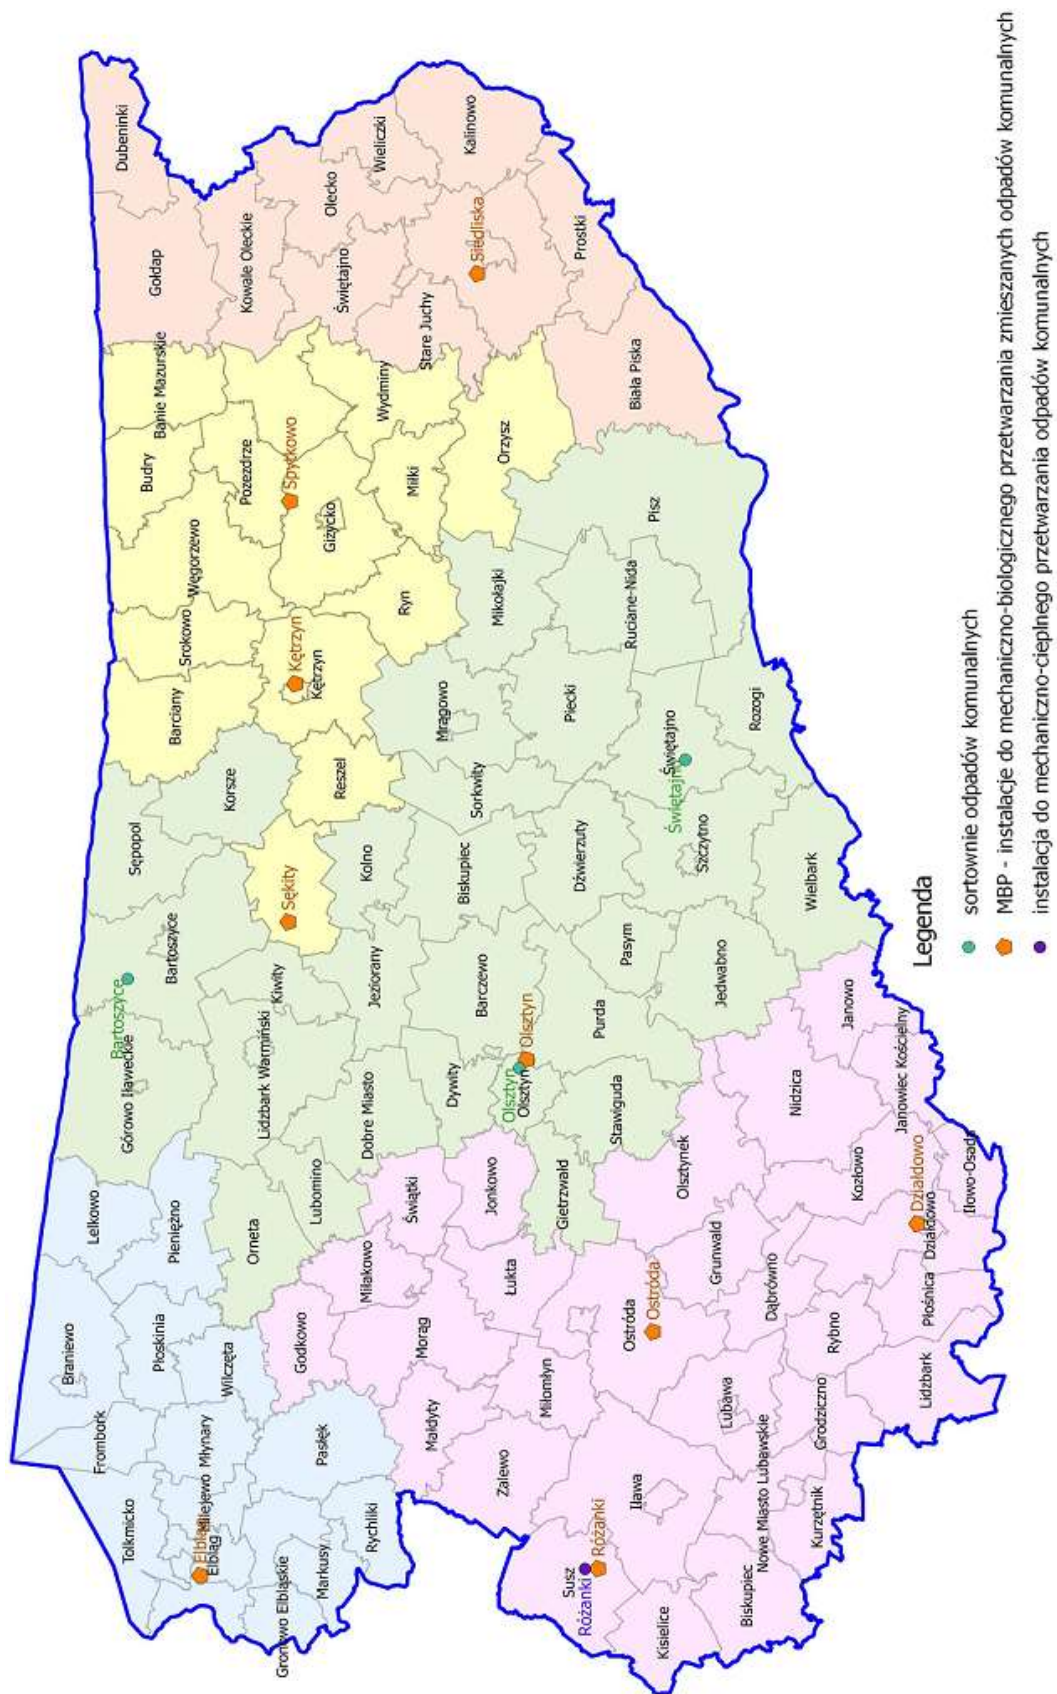 Dubeninki
Gołdap
Kowale Oleckie
Olecko
Wieliczki
Świętajno
Kalinowo
Stare Juchy
Siedliska
Prostki
Biała Piska
Banie Mazurskie
Budry
Pozezdrze
Spytkowo
Wydminy
Węgorzewo
Giżycko
Miłki
Orzysz
Srokowo
Kętrzyn
Kętrzyn
Ryn
Barciany
Reszel
Sękity
Korsze
Sępopol
Bartoszyce
Bartoszyce
Górowo Iławeckie
Kolno
Kiwity
Jeziorany
Lidzbark Warmiński
Dobre Miasto
Lubomino
Orneta
Mikołajki
Pisz
Ruciane-Nida
Mrągowo
Piecki
Sorkwity
Biskupiec
Rozogi
Świętajno
Świętajno
Szczytno
Dźwierzuty
Wielbark
Pasym
Jedwabno
Barczewo
Purda
Dywity
Olsztyn
Olsztyn
Olsztyn
Stawiguda
Gietrzwałd
Lelkowo
Pieniężno
Braniewo
Płoskinia
Wilczęta
Frombork
Młynary
Milejewo
Tolkmicko
Elbląg
Elbląg
Pasłęk
Rychliki
Markusy
Gronowo Elbląskie
Godkowo
Miłakowo
Świątki
Jonkowo
Łukta
Morąg
Małdyty
Miłomłyn
Zalewo
Ostróda
Ostróda
Olsztynek
Grunwald
Dąbrówno
Nidzica
Janowo
Janowiec Kościelny
Kozłowo
Działdowo
Działdowo
Iłowo-Osada
Płośnica
Rybno
Lidzbark
Lubawa
Grodziczno
Nowe Miasto Lubawskie
Kurzętnik
Iława
Biskupiec
Susz
Różanki
Różanki
Kisielice
Legenda
sortownie odpadów komunalnych
MBP - instalacje do mechaniczno-biologicznego przetwarzania zmieszanych odpadów komunalnych
instalacja do mechaniczno-cieplnego przetwarzania odpadów komunalnych